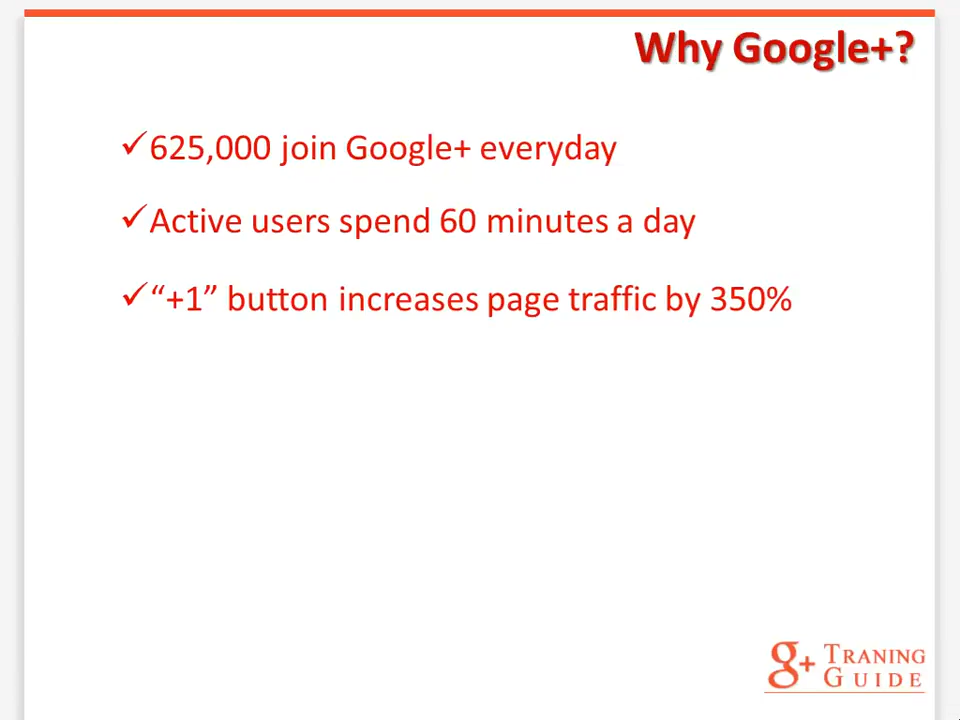 Why Google+?
✓625,000 join Google+ everyday
✓Active users spend 60 minutes a day
✓“+1” button increases page traffic by 350%
g+ TRANING
GUIDE